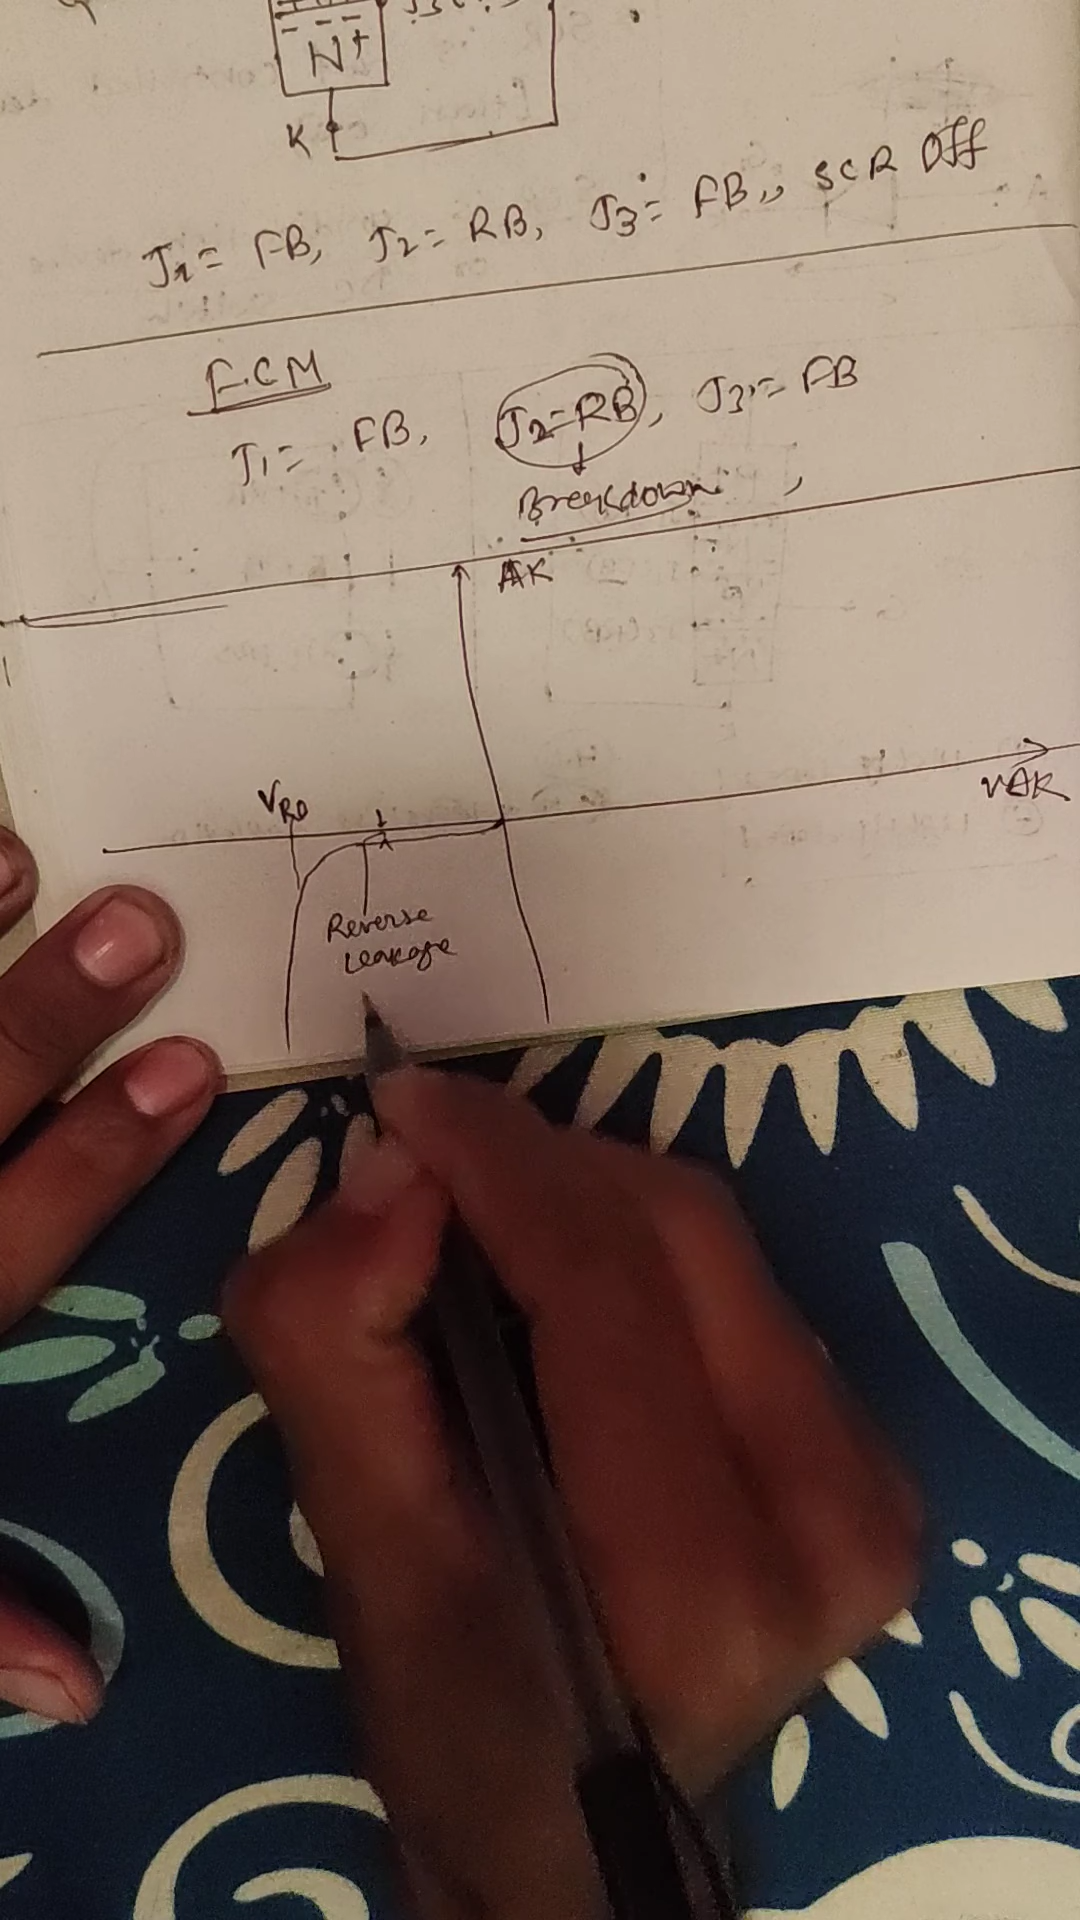 N+
K
J1 = FB, J2 = RB, J3 = FB, SCR Off
F.C.M
J1 = FB, J2 = RB, J3 = FB
Breakdown
AK
VAK
Reverse
Leakage